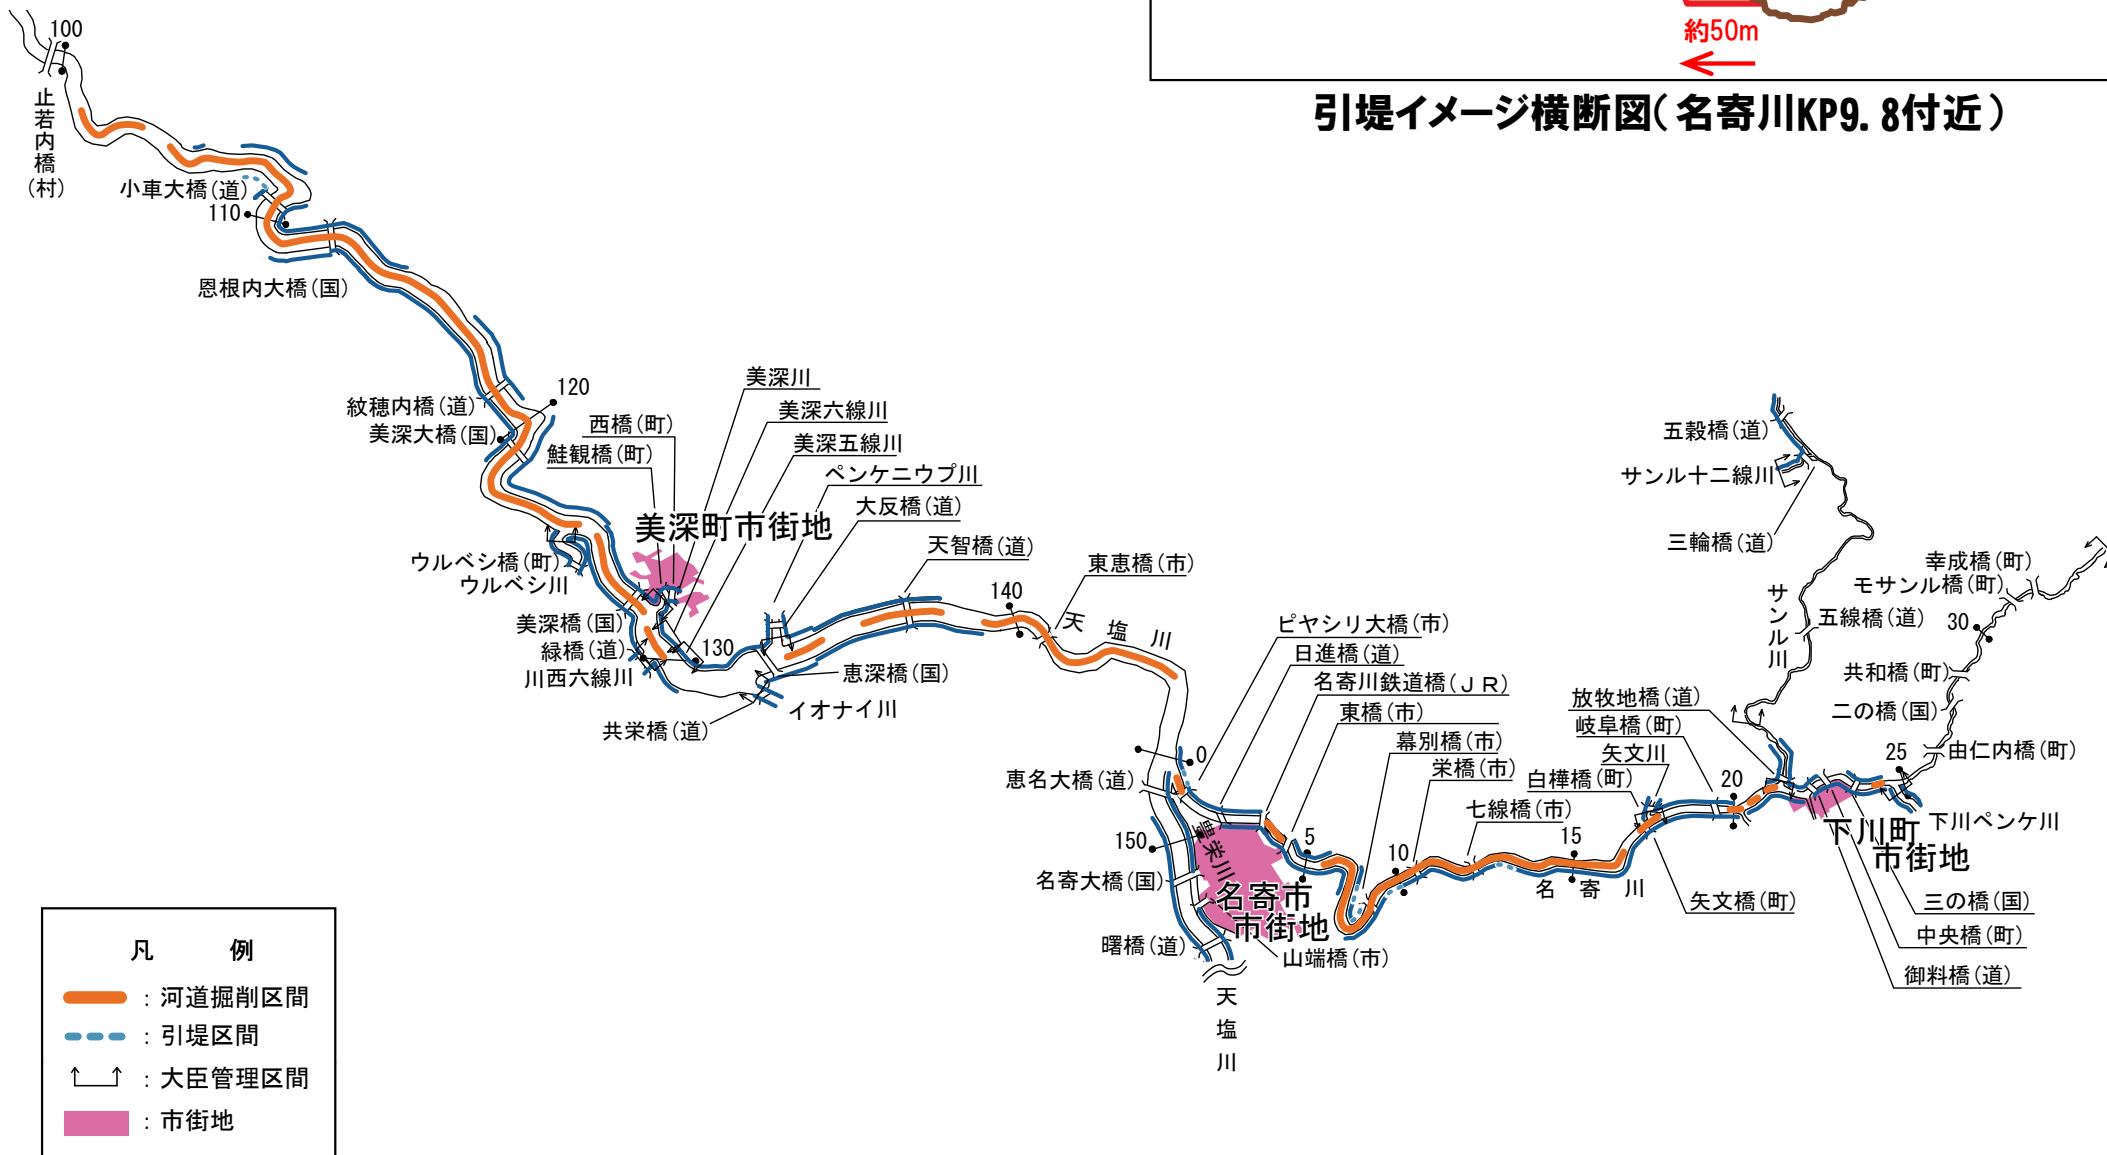 約50m
引堤イメージ横断図(名寄川KP9.8付近)
100
止若内橋(村)
小車大橋(道)
110
恩根内大橋(国)
120
紋穂内橋(道)
美深大橋(国)
美深川
美深六線川
西橋(町)
美深五線川
鮭観橋(町)
ペンケニウプ川
大反橋(道)
美深町市街地
天智橋(道)
ウルベシ橋(町)
ウルベシ川
東恵橋(市)
140
天塩川
美深橋(国)
緑橋(道)
130
川西六線川
恵深橋(国)
イオナイ川
共栄橋(道)
ピヤシリ大橋(市)
日進橋(道)
名寄川鉄道橋(JR)
東橋(市)
幕別橋(市)
栄橋(市)
七線橋(市)
0
恵名大橋(道)
150
豊栄川
5
10
15
名寄川
名寄大橋(国)
名寄市
市街地
曙橋(道)
山端橋(市)
天塩川
五穀橋(道)
サンル十二線川
三輪橋(道)
サンル川
幸成橋(町)
モサンル橋(町)
五線橋(道)
30
共和橋(町)
二の橋(国)
放牧地橋(道)
岐阜橋(町)
矢文川
白樺橋(町)
20
25
由仁内橋(町)
下川町
市街地
下川ペンケ川
矢文橋(町)
三の橋(国)
中央橋(町)
御料橋(道)
凡例
:河道掘削区間
:引堤区間
:大臣管理区間
:市街地